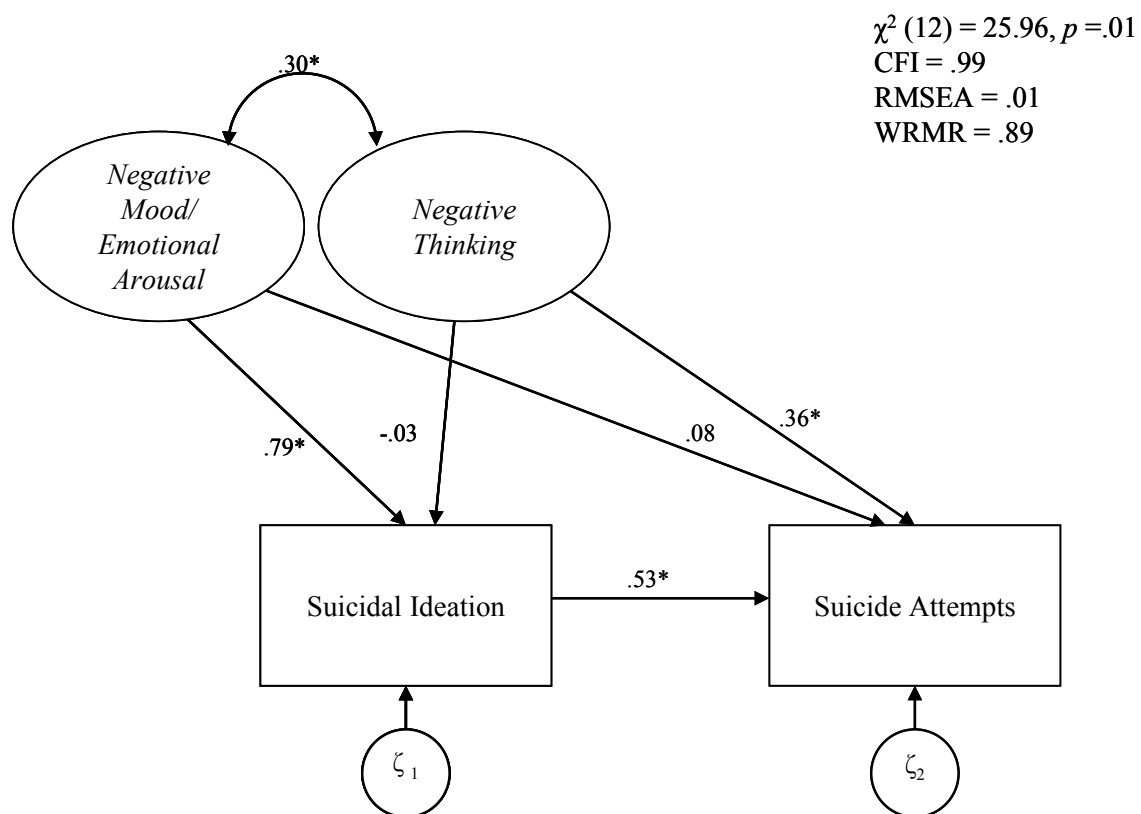 χ² (12) = 25.96, p =.01
CFI = .99
RMSEA = .01
WRMR = .89
.30*
Negative
Mood/
Emotional
Arousal
Negative
Thinking
.79*
-.03
.08
.36*
Suicidal Ideation
.53*
Suicide Attempts
ζ 1
ζ2